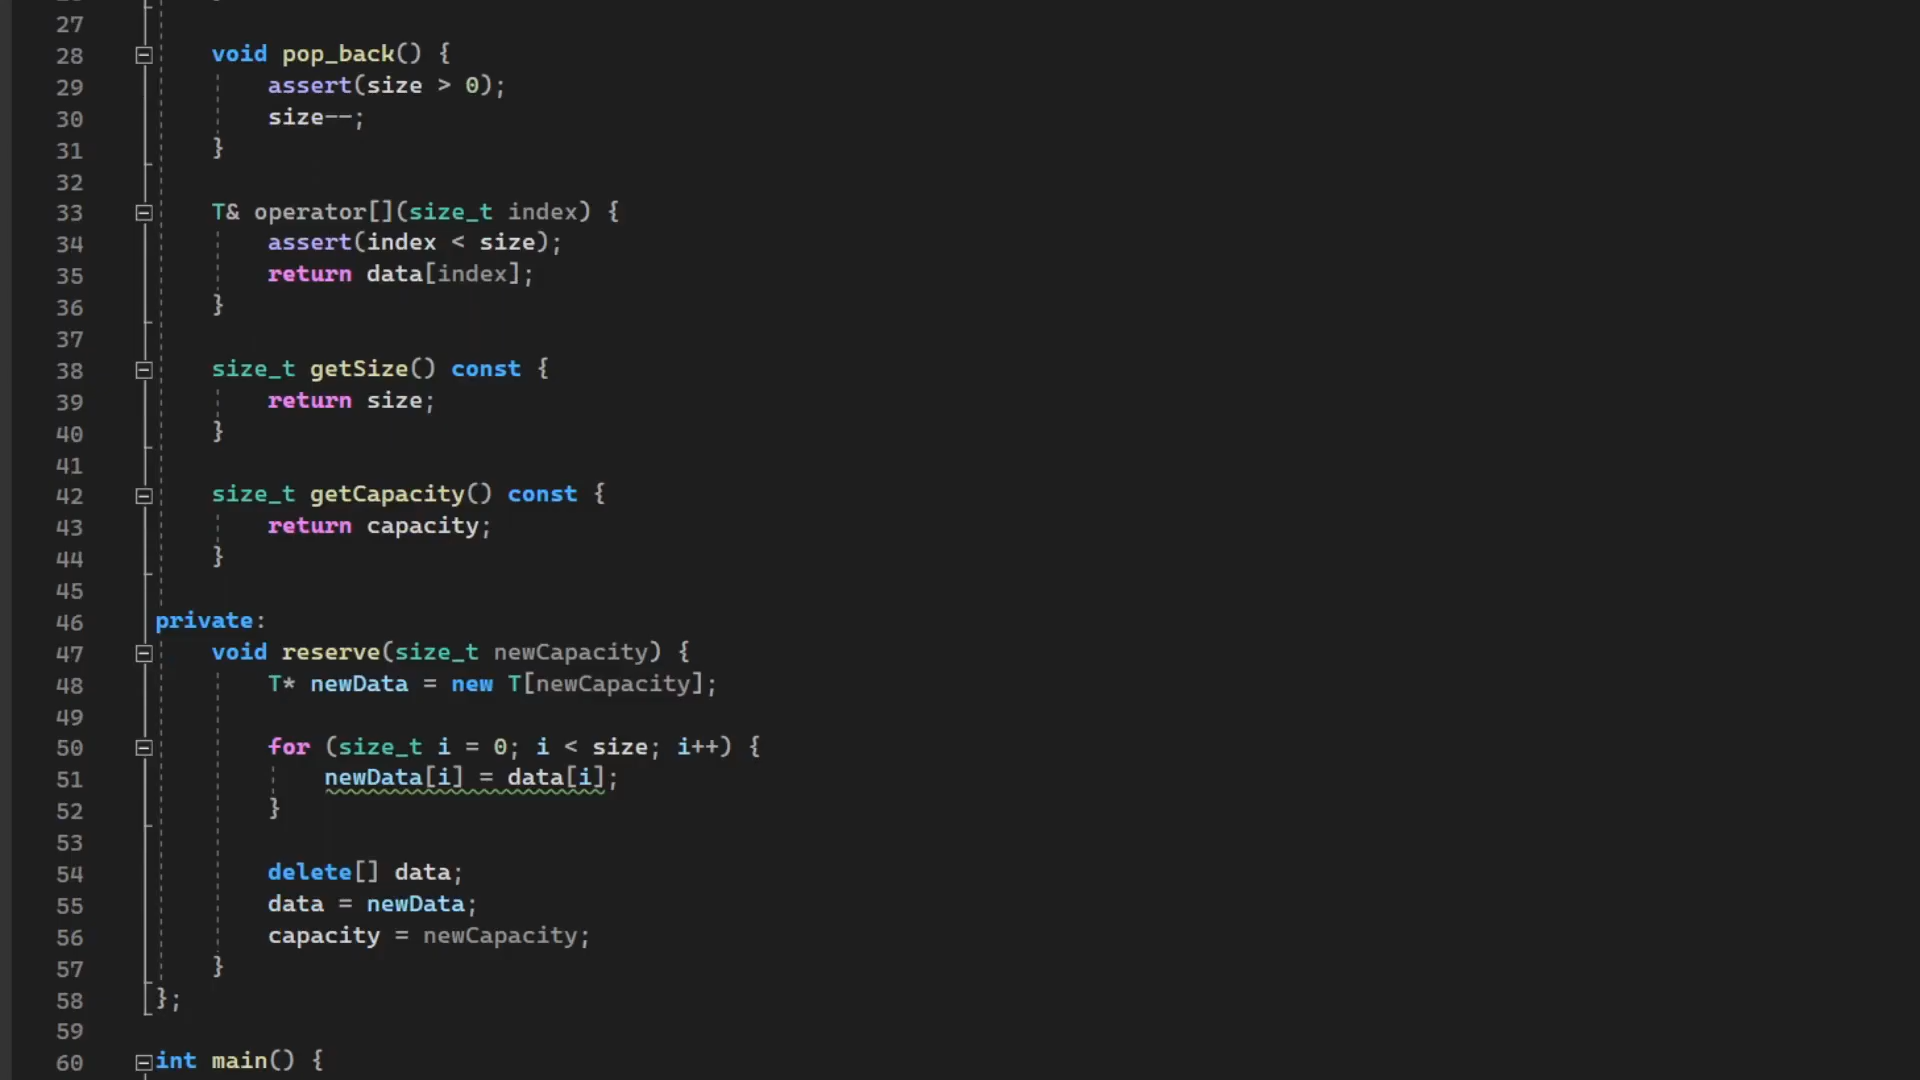 27
28 void pop_back() {
29 assert(size > 0);
30 size--;
31 }
32
33 T& operator[](size_t index) {
34 assert(index < size);
35 return data[index];
36 }
37
38 size_t getSize() const {
39 return size;
40 }
41
42 size_t getCapacity() const {
43 return capacity;
44 }
45
46 private:
47 void reserve(size_t newCapacity) {
48 T* newData = new T[newCapacity];
49
50 for (size_t i = 0; i < size; i++) {
51 newData[i] = data[i];
52 }
53
54 delete[] data;
55 data = newData;
56 capacity = newCapacity;
57 }
58 };
59
60 int main() {